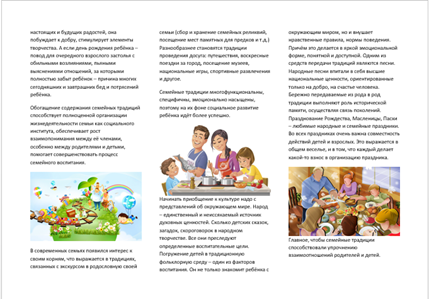 настоящих и будущих радостей, она
побуждает к добру, стимулирует элементы
творчества. А если день рождения ребёнка –
повод для очередного взрослого застолья с
обильными возлияниями, пьяными
выяснениями отношений, за которыми
полностью забыт ребёнок – причина многих
сегодняшних и завтрашних бед и потрясений
ребёнка.
Обогащение содержания семейных традиций
способствует полноценной организации
жизнедеятельности семьи как социального
института, обеспечивает рост
взаимопонимания между её членами,
особенно между родителями и детьми,
помогает совершенствовать процесс
семейного воспитания.
В современных семьях появился интерес к
своим корням, что выражается в традициях,
связанных с экскурсом в родословную своей
семьи (сбор и хранение семейных реликвий,
посещение мест памятных предков и т.д.)
Разнообразнее становятся традиции
проведения досуга: путешествия, воскресные
поездки за город, посещение музеев,
национальные игры, спортивные развлечения
и другие.
Семейные традиции многофункциональны,
специфичны, эмоционально насыщены,
поэтому на их фоне социальное развитие
ребёнка идёт более успешно.
Начинать приобщение к культуре надо с
представлений об окружающем мире. Народ
– единственный и неиссякаемый источник
духовных ценностей. Сколько детских сказок,
загадок, скороговорок в народном
творчестве. Все они преследуют
определенные воспитательные цели.
Погружение детей в традиционную
фольклорную среду – один из факторов
воспитания. Он не только знакомит ребёнка с
окружающим миром, но и внушает
нравственные правила, нормы поведения.
Причём это делается в яркой эмоциональной
форме, понятной и доступной. Одним из
средств передачи традиций являются песни.
Народные песни впитали в себя высшие
национальные ценности, ориентированные
только на добро, на счастье человека.
Бережно передаваемые из рода в род
традиции выполняют роль исторической
памяти, осуществляя связь поколений.
Празднование Рождества, Масленицы, Пасхи
– любимые народные и семейные праздники.
Во всех праздниках очень важна совместность
действий детей и взрослых. Это выражается в
общем веселье, и в том, что каждый делает
какой-то взнос в организацию праздника.
Главное, чтобы семейные традиции
способствовали упрочнению
взаимоотношений родителей и детей.